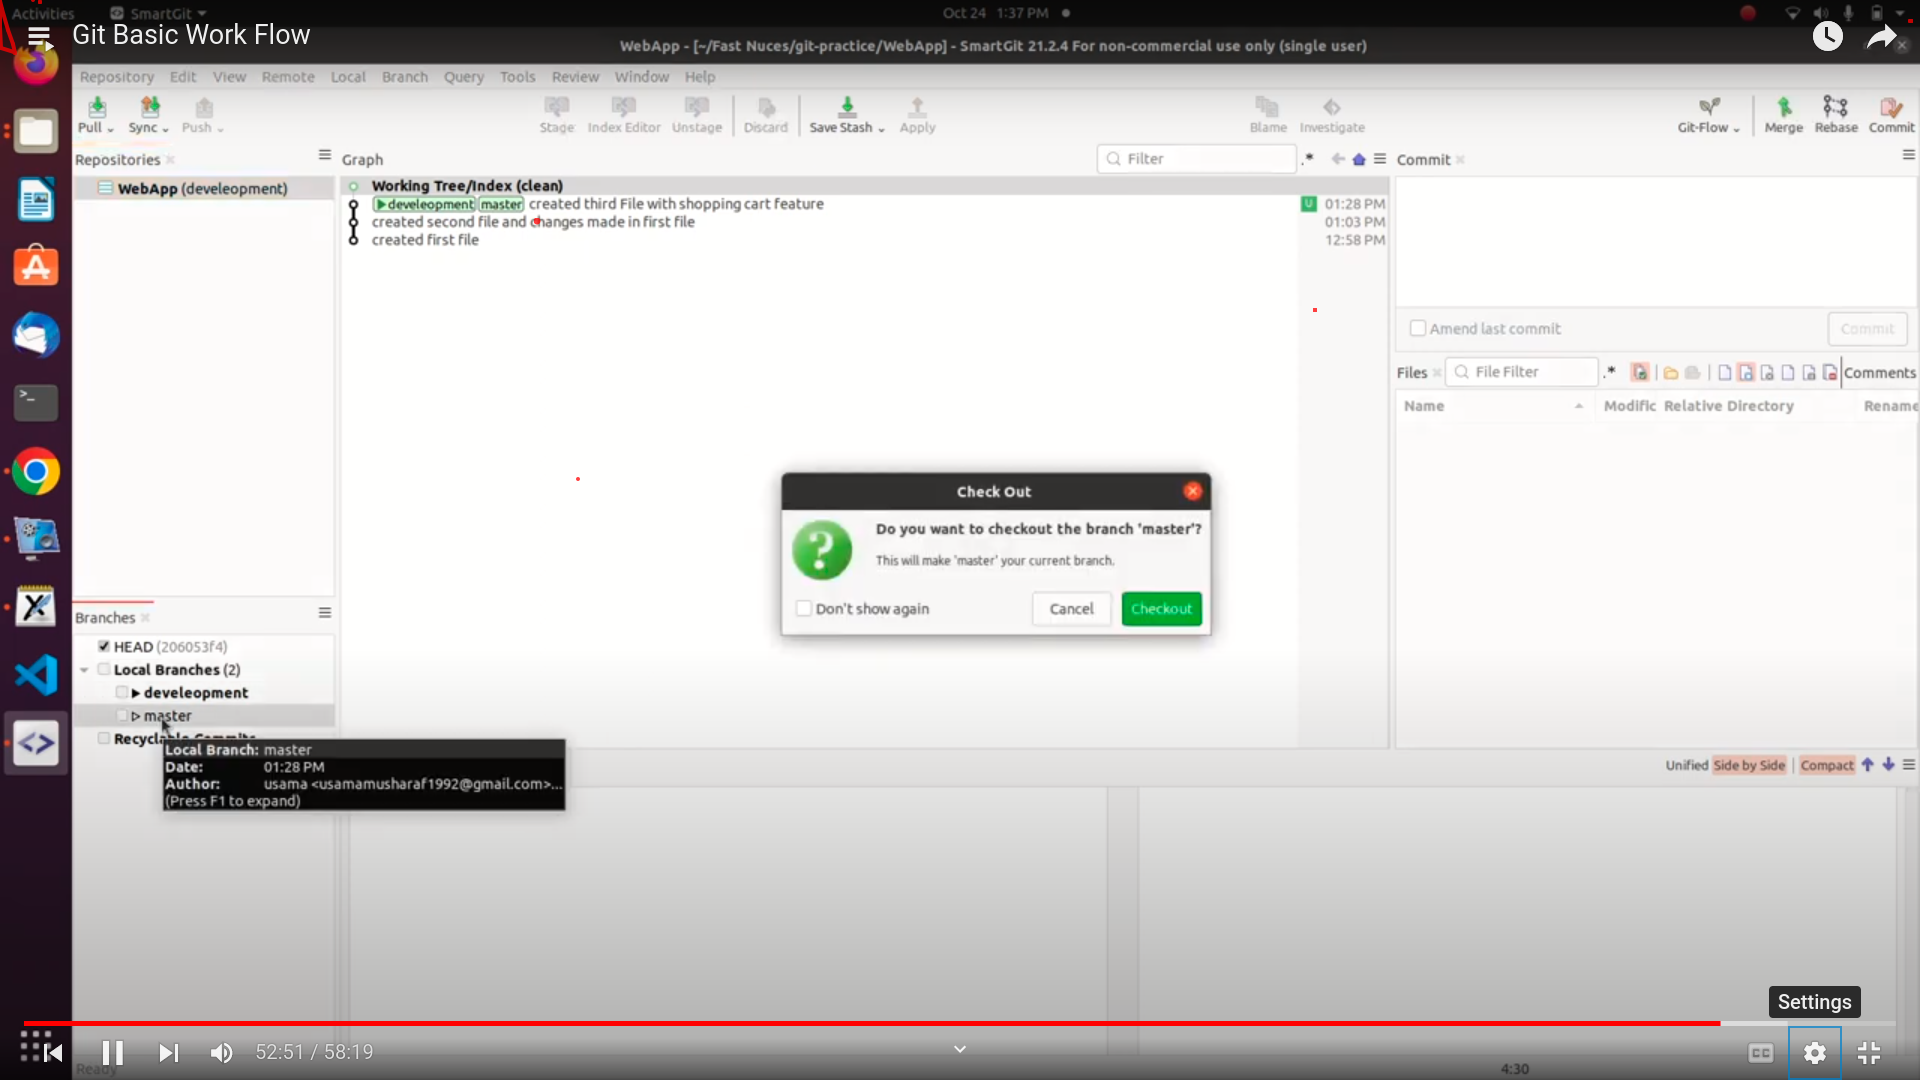 Activities SmartGit Oct 24 1:37 PM
Git Basic Work Flow
WebApp - [~/Fast Nuces/git-practice/WebApp] - SmartGit 21.2.4 For non-commercial use only (single user)
Repository Edit View Remote Local Branch Query Tools Review Window Help
Pull Sync Push Stage Index Editor Unstage Discard Save Stash Apply Blame Investigate Git-Flow Merge Rebase Commit
Repositories Graph Filter .* Commit
WebApp (develeopment) Working Tree/Index (clean)
develeopment master created third File with shopping cart feature U 01:28 PM
created second file and changes made in first file 01:03 PM
created first file 12:58 PM
Amend last commit Commit
Files File Filter .* Comments
Name Modific Relative Directory Rename
Check Out
Do you want to checkout the branch 'master'?
This will make 'master' your current branch.
Don't show again Cancel Checkout
Branches
HEAD (206053f4)
Local Branches (2)
develeopment
master
Recyclable Commits
Local Branch: master
Date: 01:28 PM
Author: usama <usamamusharaf1992@gmail.com>...
(Press F1 to expand)
Unified Side by Side Compact
Settings
52:51 / 58:19 CC
Ready 4:30